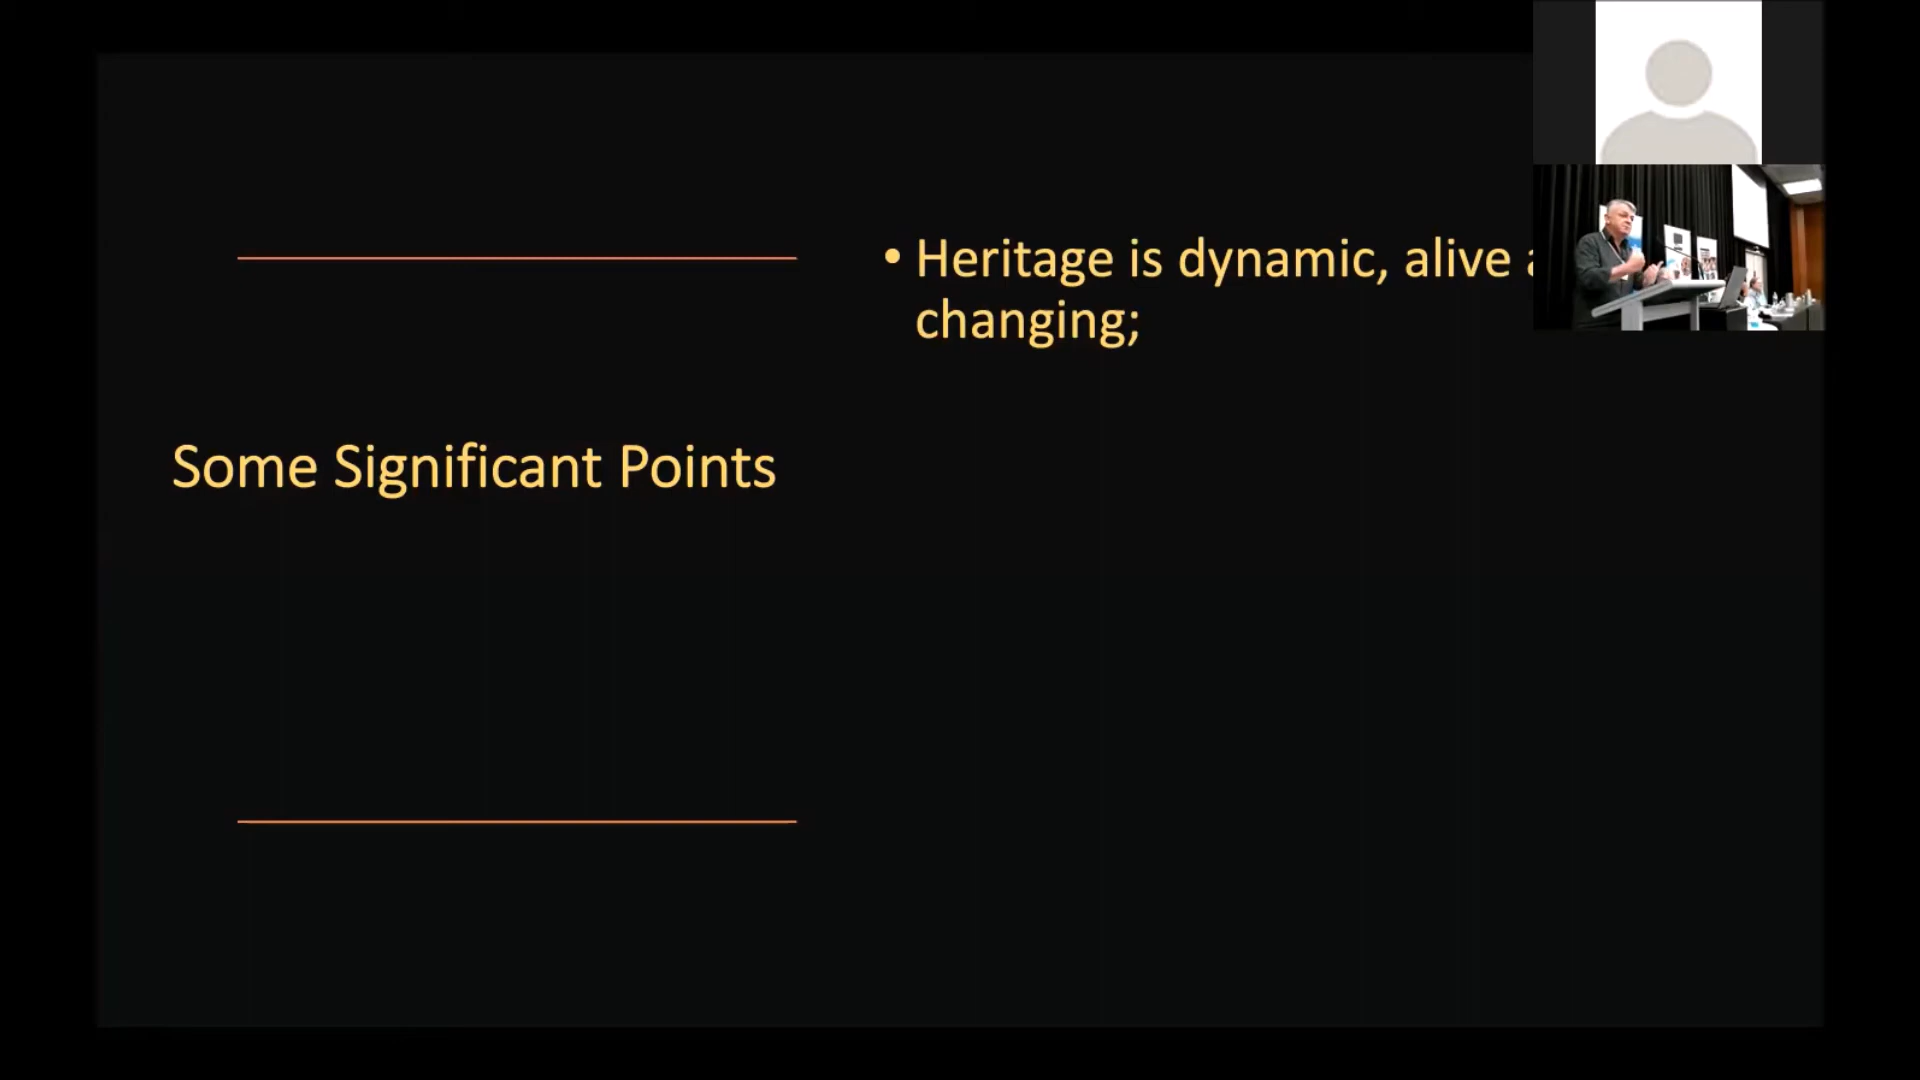 Some Significant Points
• Heritage is dynamic, alive
changing;